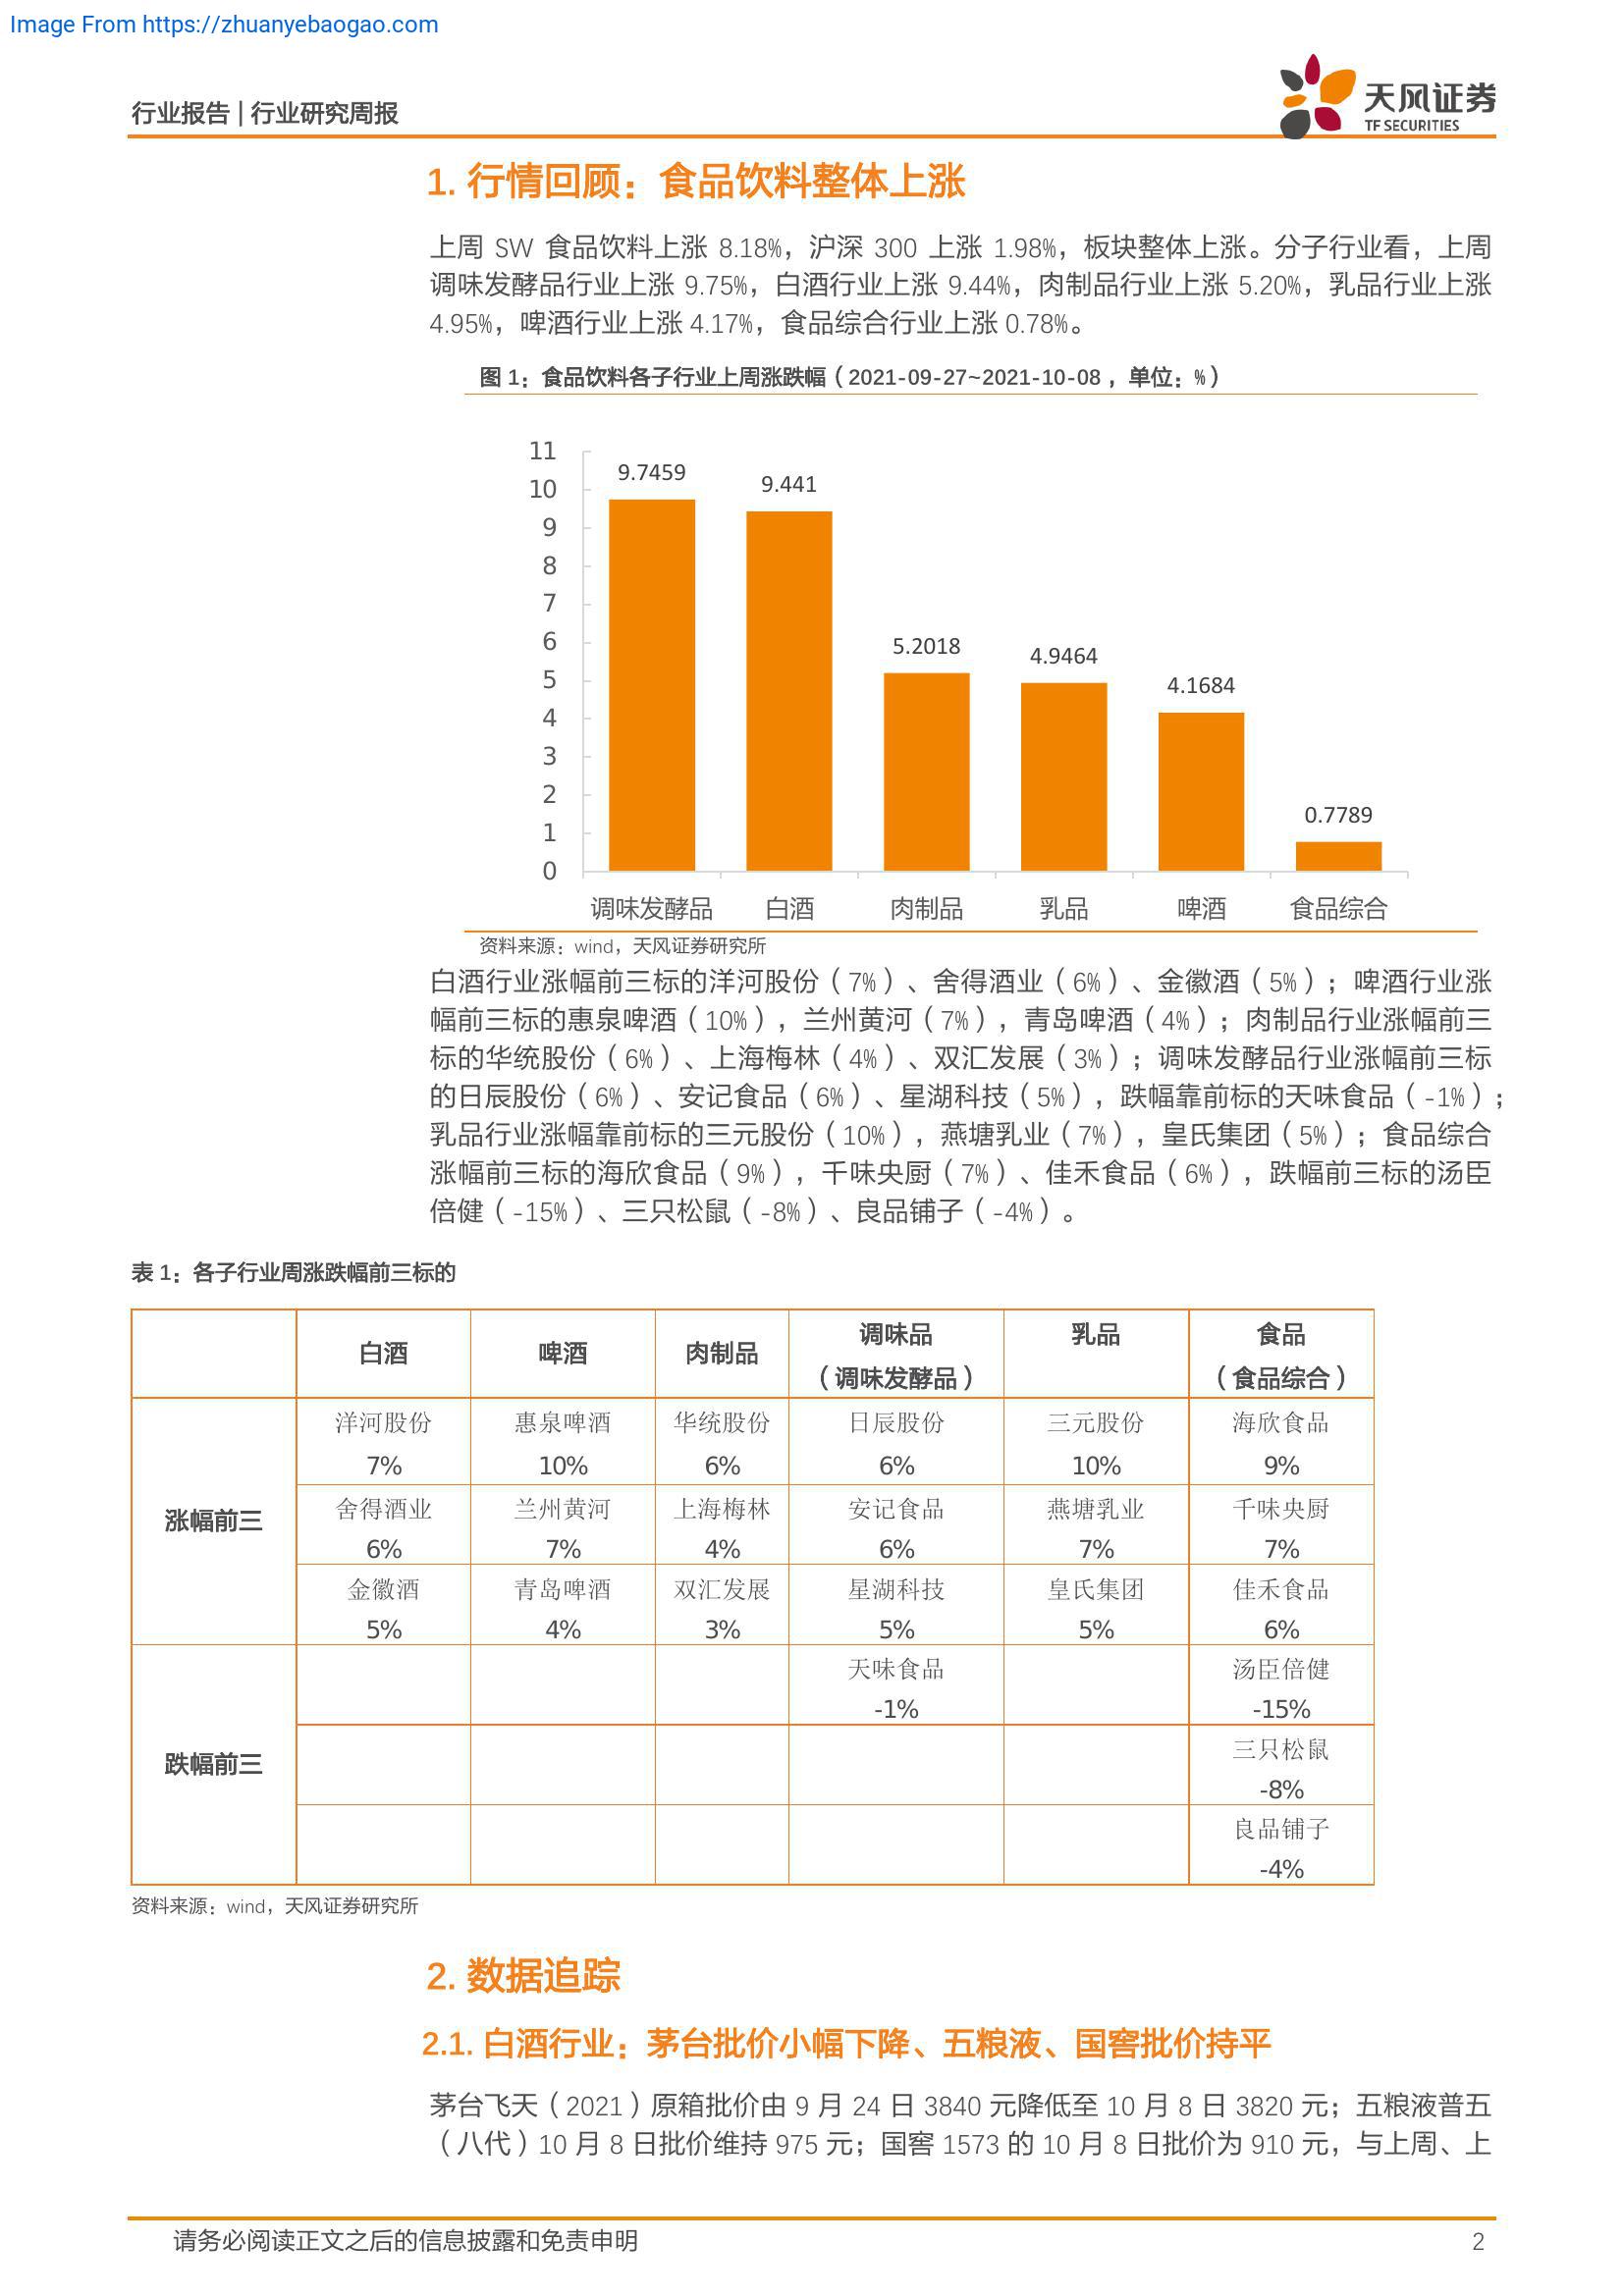 Image From https://zhuanyebaogao.com
行业报告 | 行业研究周报
天风证券
TF SECURITIES
1. 行情回顾：食品饮料整体上涨
上周 SW 食品饮料上涨 8.18%，沪深 300 上涨 1.98%，板块整体上涨。分子行业看，上周
调味发酵品行业上涨 9.75%，白酒行业上涨 9.44%，肉制品行业上涨 5.20%，乳品行业上涨
4.95%，啤酒行业上涨 4.17%，食品综合行业上涨 0.78%。
图 1：食品饮料各子行业上周涨跌幅（2021-09-27~2021-10-08 ，单位：%）
11
10
9
8
7
6
5
4
3
2
1
0
9.7459
9.441
5.2018
4.9464
4.1684
0.7789
调味发酵品 白酒 肉制品 乳品 啤酒 食品综合
资料来源：wind，天风证券研究所
白酒行业涨幅前三标的洋河股份（7%）、舍得酒业（6%）、金徽酒（5%）；啤酒行业涨
幅前三标的惠泉啤酒（10%），兰州黄河（7%），青岛啤酒（4%）；肉制品行业涨幅前三
标的华统股份（6%）、上海梅林（4%）、双汇发展（3%）；调味发酵品行业涨幅前三标
的日辰股份（6%）、安记食品（6%）、星湖科技（5%），跌幅靠前标的天味食品（-1%）；
乳品行业涨幅靠前标的三元股份（10%），燕塘乳业（7%），皇氏集团（5%）；食品综合
涨幅前三标的海欣食品（9%），千味央厨（7%）、佳禾食品（6%），跌幅前三标的汤臣
倍健（-15%）、三只松鼠（-8%）、良品铺子（-4%）。
表 1：各子行业周涨跌幅前三标的
白酒 啤酒 肉制品 调味品 乳品 食品
（调味发酵品） （食品综合）
涨幅前三
洋河股份 惠泉啤酒 华统股份 日辰股份 三元股份 海欣食品
7% 10% 6% 6% 10% 9%
舍得酒业 兰州黄河 上海梅林 安记食品 燕塘乳业 千味央厨
6% 7% 4% 6% 7% 7%
金徽酒 青岛啤酒 双汇发展 星湖科技 皇氏集团 佳禾食品
5% 4% 3% 5% 5% 6%
跌幅前三
天味食品 汤臣倍健
-1% -15%
三只松鼠
-8%
良品铺子
-4%
资料来源：wind，天风证券研究所
2. 数据追踪
2.1. 白酒行业：茅台批价小幅下降、五粮液、国窖批价持平
茅台飞天（2021）原箱批价由 9 月 24 日 3840 元降低至 10 月 8 日 3820 元；五粮液普五
（八代）10 月 8 日批价维持 975 元；国窖 1573 的 10 月 8 日批价为 910 元，与上周、上
请务必阅读正文之后的信息披露和免责申明
2